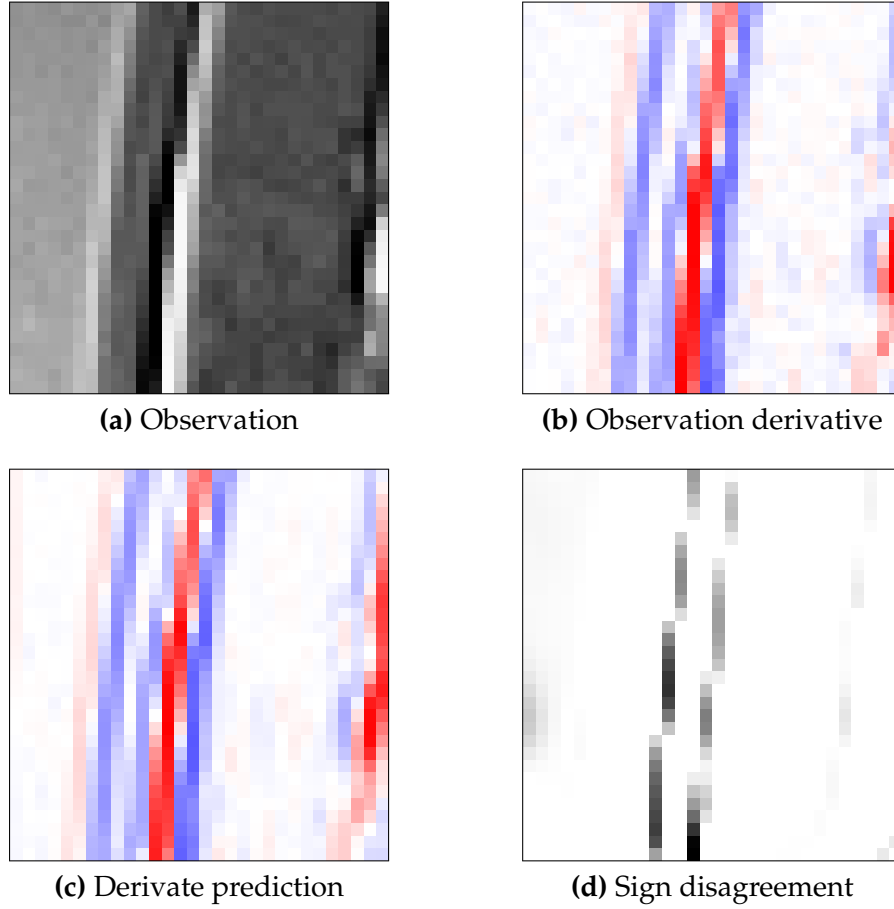 (a) Observation
(b) Observation derivative
(c) Derivate prediction
(d) Sign disagreement